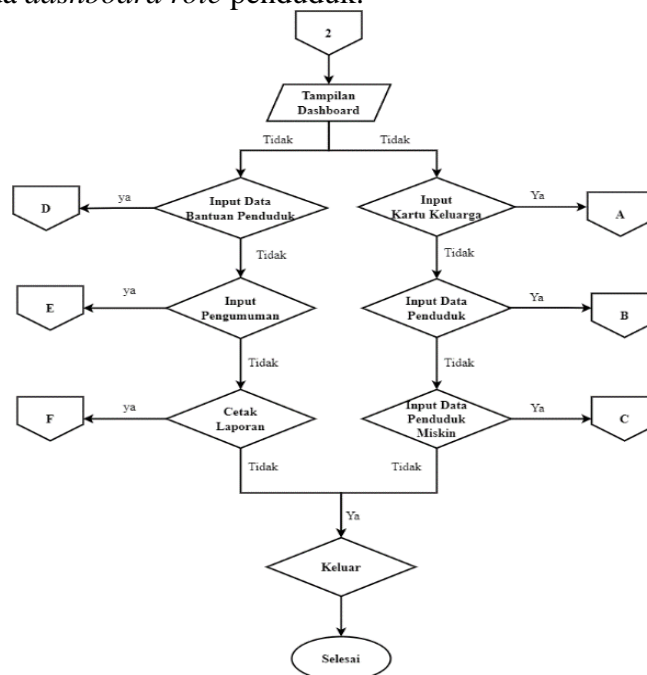 dashboard role penduduk.
2
Tampilan
Dashboard
Tidak
Tidak
D
ya
Input Data
Bantuan Penduduk
Input
Kartu Keluarga
Ya
A
Tidak
Tidak
E
ya
Input
Pengumuman
Input Data
Penduduk
Ya
B
Tidak
Tidak
F
ya
Cetak
Laporan
Input Data
Penduduk
Miskin
Ya
C
Tidak
Tidak
Ya
Keluar
Selesai